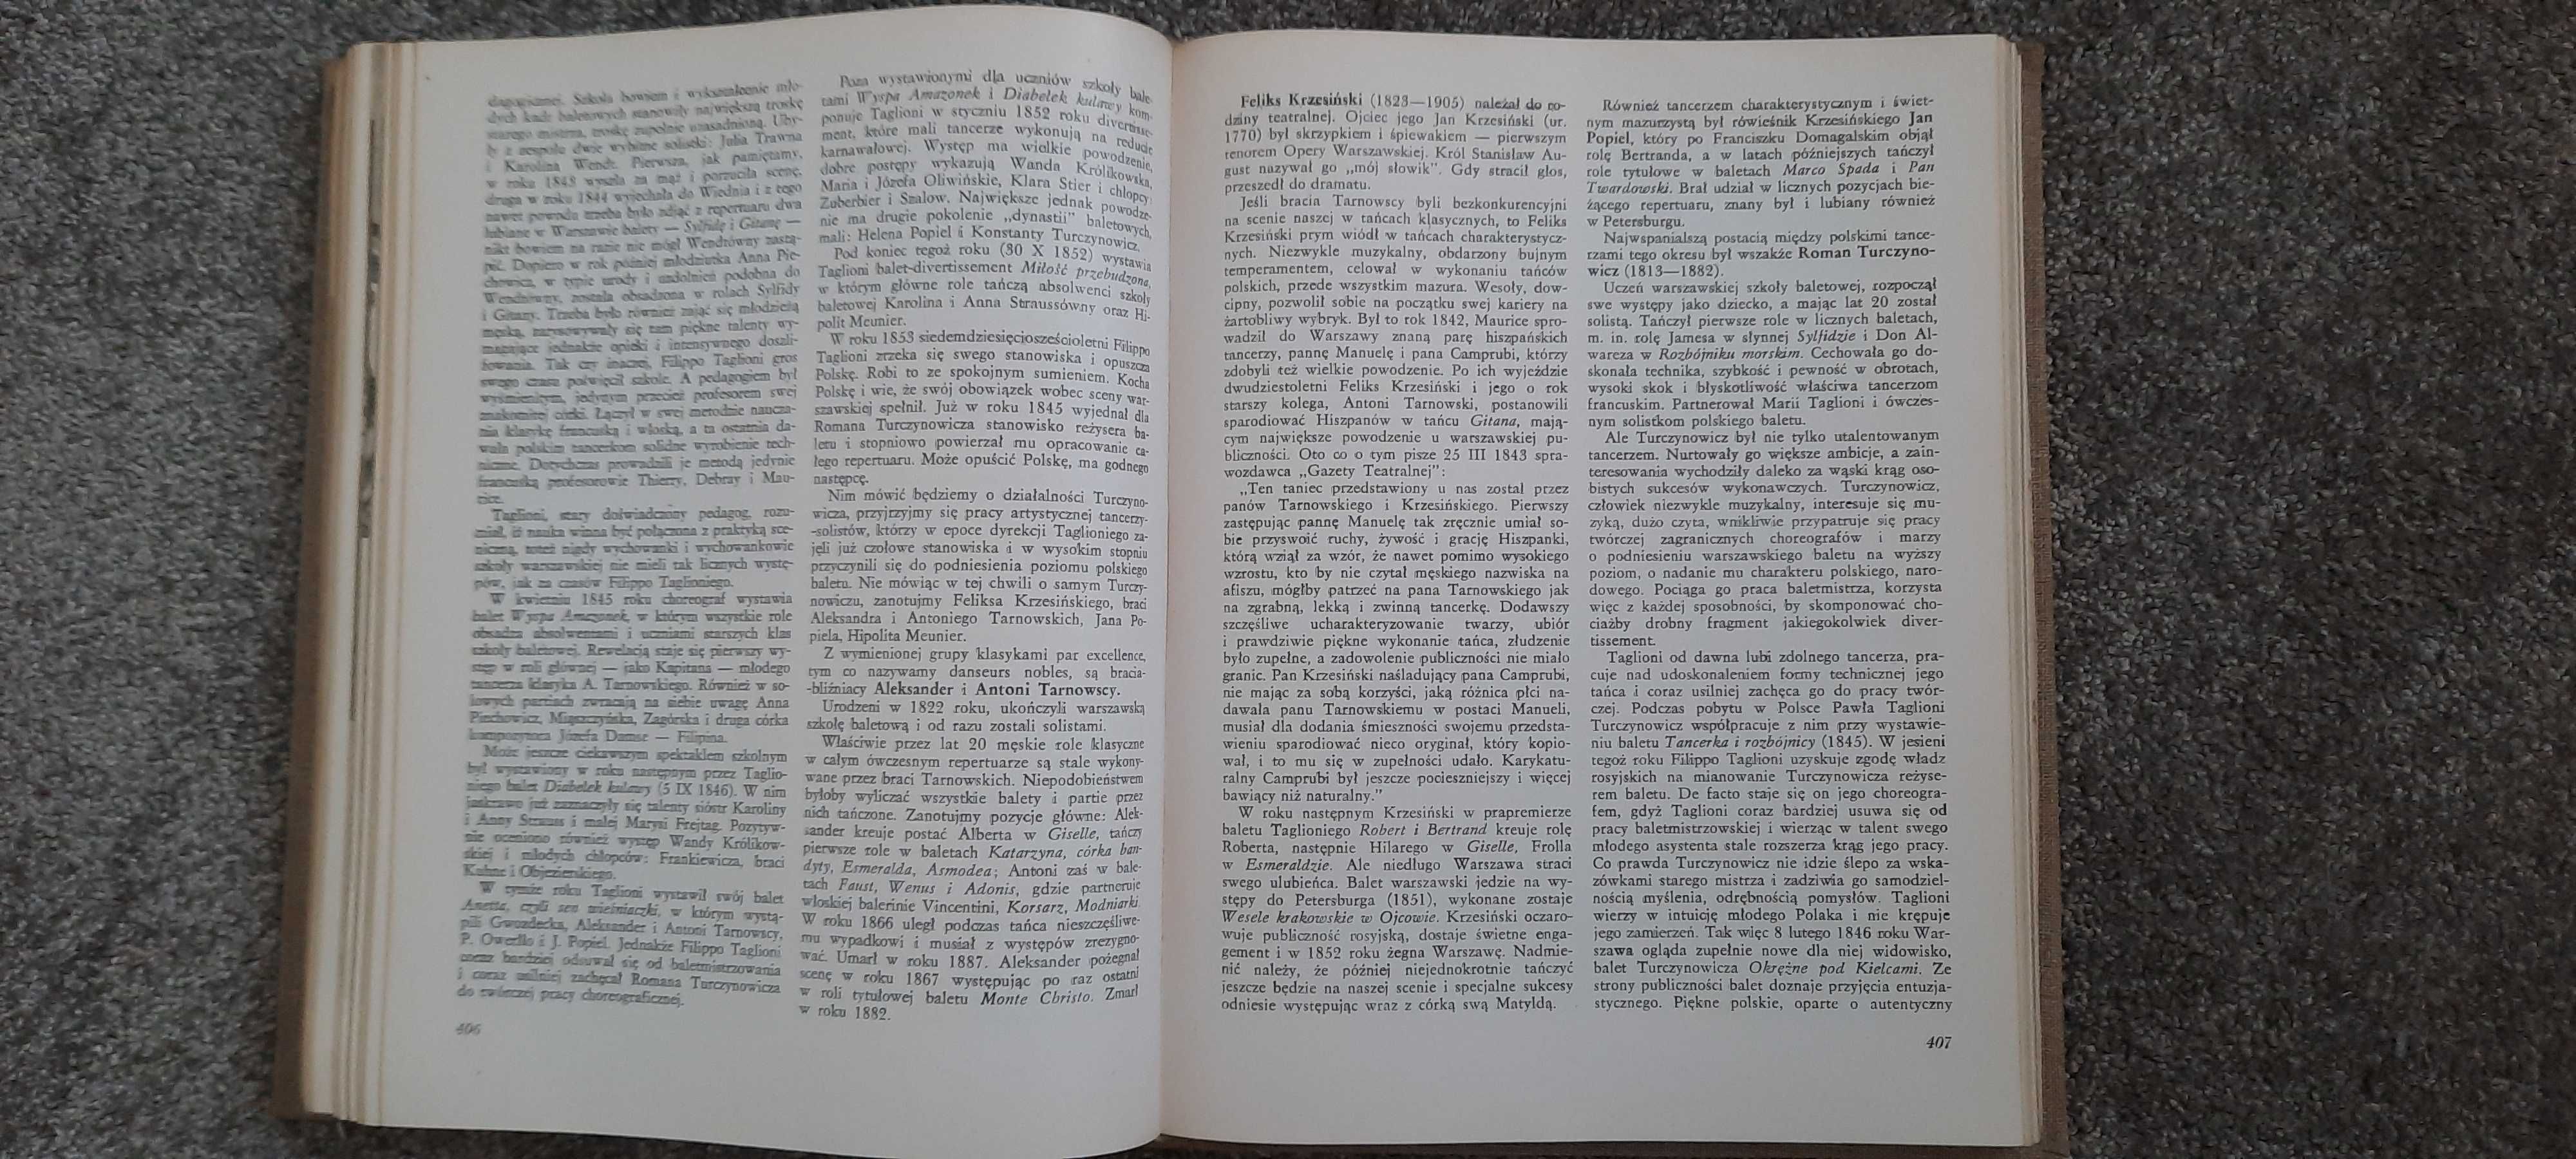 dagogicznej. Szkoła bowiem i wykształcenie mło-
dych kadr baletowych stanowiły największą troskę
starego mistrza, troskę zupełnie uzasadnioną. Uby-
ły z zespołu dwie wybitne solistki: Julia Trawna
i Karolina Wendt. Pierwsza, jak pamiętamy,
w roku 1843 wyszła za mąż i porzuciła scenę,
druga w roku 1844 wyjechała do Wiednia i z tego
nawet powodu trzeba było zdjąć z repertuaru dwa
lubiane w Warszawie balety — Sylfidę i Gitanę —
nikt bowiem na razie nie mógł Wendtówny zastą-
pić. Dopiero w rok później młodziutka Anna Pie-
chowicz, w typie urody i uzdolnień podobna do
Wendtówny, została obsadzona w rolach Sylfidy
i Gitany. Trzeba było również zająć się młodzieżą
męską, zarysowywały się tam piękne talenty wy-
magające jednakże opieki i intensywnego doszli-
fowania. Tak czy inaczej, Filippo Taglioni gros
swego czasu poświęcił szkole. A pedagogiem był
wyśmienitym, jedynym przecież profesorem swej
znakomitej córki. Łączył w swej metodzie naucza-
nia klasykę francuską i włoską, a ta ostatnia da-
wała polskim tancerkom solidne wyrobienie tech-
niczne. Dotychczas prowadzili je metodą jedynie
francuską profesorowie Thierry, Debray i Mau-
rice.
Taglioni, stary doświadczony pedagog, rozu-
miał, iż nauka winna być połączona z praktyką sce-
niczną, toteż nigdy wychowanki i wychowankowie
szkoły warszawskiej nie mieli tak licznych wystę-
pów, jak za czasów Filippo Taglioniego.
W kwietniu 1845 roku choreograf wystawia
balet Wyspa Amazonek, w którym wszystkie role
obsadza absolwentami i uczniami starszych klas
szkoły baletowej. Rewelacją staje się pierwszy wy-
stęp w roli głównej — jako Kapitana — młodego
tancerza klasyka A. Tarnowskiego. Również w so-
lowych partiach zwracają na siebie uwagę Anna
Piechowicz, Miączyńska, Zagórska i druga córka
kompozytora Józefa Damse — Filipina.
Może jeszcze ciekawszym spektaklem szkolnym
był wystawiony w roku następnym przez Taglio-
niego balet Diabełek kulawy (5 IX 1846). W nim
jaskrawo już zaznaczyły się talenty sióstr Karoliny
i Anny Strauss i małej Maryni Frejtag. Pozytyw-
nie oceniono również występ Wandy Królikow-
skiej i młodych chłopców: Frankiewicza, braci
Kuhne i Objezierskiego.
W tymże roku Taglioni wystawił swój balet
Anetta, czyli sen wieśniaczki, w którym wystą-
pili Gwozdecka, Aleksander i Antoni Tarnowscy,
P. Owerłło i J. Popiel. Jednakże Filippo Taglioni
coraz bardziej odsuwał się od baletmistrzowania
i coraz usilniej zachęcał Romana Turczynowicza
do twórczej pracy choreograficznej.
406
Poza wystawionymi dla uczniów szkoły bale-
tami Wyspa Amazonek i Diabełek kulawy kom-
ponuje Taglioni w styczniu 1852 roku divertisse-
ment, które mali tancerze wykonują na reducie
karnawałowej. Występ ma wielkie powodzenie,
dobre postępy wykazują Wanda Królikowska,
Maria i Józefa Oliwińskie, Klara Stier i chłopcy:
Zuberbier i Szalow. Największe jednak powodze-
nie ma drugie pokolenie „dynastii” baletowych,
mali: Helena Popiel i Konstanty Turczynowicz.
Pod koniec tegoż roku (30 X 1852) wystawia
Taglioni balet-divertissement Miłość przebudzona,
w którym główne role tańczą absolwenci szkoły
baletowej Karolina i Anna Straussówny oraz Hi-
polit Meunier.
W roku 1853 siedemdziesięciosześcioletni Filippo
Taglioni zrzeka się swego stanowiska i opuszcza
Polskę. Robi to ze spokojnym sumieniem. Kocha
Polskę i wie, że swój obowiązek wobec sceny war-
szawskiej spełnił. Już w roku 1845 wyjednał dla
Romana Turczynowicza stanowisko reżysera ba-
letu i stopniowo powierzał mu opracowanie ca-
łego repertuaru. Może opuścić Polskę, ma godnego
następcę.
Nim mówić będziemy o działalności Turczyno-
wicza, przyjrzyjmy się pracy artystycznej tancerzy-
-solistów, którzy w epoce dyrekcji Taglioniego za-
jęli już czołowe stanowiska i w wysokim stopniu
przyczynili się do podniesienia poziomu polskiego
baletu. Nie mówiąc w tej chwili o samym Turczy-
nowiczu, zanotujmy Feliksa Krzesińskiego, braci
Aleksandra i Antoniego Tarnowskich, Jana Po-
piela, Hipolita Meunier.
Z wymienionej grupy klasykami par excellence,
tym co nazywamy danseurs nobles, są bracia-
-bliźniacy Aleksander i Antoni Tarnowscy.
Urodzeni w 1822 roku, ukończyli warszawską
szkołę baletową i od razu zostali solistami.
Właściwie przez lat 20 męskie role klasyczne
w całym ówczesnym repertuarze są stale wykony-
wane przez braci Tarnowskich. Niepodobieństwem
byłoby wyliczać wszystkie balety i partie przez
nich tańczone. Zanotujmy pozycje główne: Alek-
sander kreuje postać Alberta w Giselle, tańczy
pierwsze role w baletach Katarzyna, córka ban-
dyty, Esmeralda, Asmodea; Antoni zaś w bale-
tach Faust, Wenus i Adonis, gdzie partneruje
włoskiej balerinie Vincentini, Korsarz, Modniarki.
W roku 1866 uległ podczas tańca nieszczęśliwe-
mu wypadkowi i musiał z występów zrezygno-
wać. Umarł w roku 1887. Aleksander pożegnał
scenę w roku 1867 występując po raz ostatni
w roli tytułowej baletu Monte Christo. Zmarł
w roku 1882.
Feliks Krzesiński (1823—1905) należał do ro-
dziny teatralnej. Ojciec jego Jan Krzesiński (ur.
1770) był skrzypkiem i śpiewakiem — pierwszym
tenorem Opery Warszawskiej. Król Stanisław Au-
gust nazywał go „mój słowik”. Gdy stracił głos,
przeszedł do dramatu.
Jeśli bracia Tarnowscy byli bezkonkurencyjni
na scenie naszej w tańcach klasycznych, to Feliks
Krzesiński prym wiódł w tańcach charakterystycz-
nych. Niezwykle muzykalny, obdarzony bujnym
temperamentem, celował w wykonaniu tańców
polskich, przede wszystkim mazura. Wesoły, dow-
cipny, pozwolił sobie na początku swej kariery na
żartobliwy wybryk. Był to rok 1842, Maurice spro-
wadził do Warszawy znaną parę hiszpańskich
tancerzy, pannę Manuelę i pana Camprubi, którzy
zdobyli też wielkie powodzenie. Po ich wyjeździe
dwudziestoletni Feliks Krzesiński i jego o rok
starszy kolega, Antoni Tarnowski, postanowili
sparodiować Hiszpanów w tańcu Gitana, mają-
cym największe powodzenie u warszawskiej pu-
bliczności. Oto co o tym pisze 25 III 1843 spra-
wozdawca „Gazety Teatralnej”:
„Ten taniec przedstawiony u nas został przez
panów Tarnowskiego i Krzesińskiego. Pierwszy
zastępując pannę Manuelę tak zręcznie umiał so-
bie przyswoić ruchy, żywość i grację Hiszpanki,
którą wziął za wzór, że nawet pomimo wysokiego
wzrostu, kto by nie czytał męskiego nazwiska na
afiszu, mógłby patrzeć na pana Tarnowskiego jak
na zgrabną, lekką i zwinną tancerkę. Dodawszy
szczęśliwe ucharakteryzowanie twarzy, ubiór
i prawdziwie piękne wykonanie tańca, złudzenie
było zupełne, a zadowolenie publiczności nie miało
granic. Pan Krzesiński naśladujący pana Camprubi,
nie mając za sobą korzyści, jaką różnica płci na-
dawała panu Tarnowskiemu w postaci Manueli,
musiał dla dodania śmieszności swojemu przedsta-
wieniu sparodiować nieco oryginał, który kopio-
wał, i to mu się w zupełności udało. Karykatu-
ralny Camprubi był jeszcze pocieszniejszy i więcej
bawiący niż naturalny.”
W roku następnym Krzesiński w prapremierze
baletu Taglioniego Robert i Bertrand kreuje rolę
Roberta, następnie Hilarego w Giselle, Frolla
w Esmeraldzie. Ale niedługo Warszawa straci
swego ulubieńca. Balet warszawski jedzie na wy-
stępy do Petersburga (1851), wykonane zostaje
Wesele krakowskie w Ojcowie. Krzesiński oczaro-
wuje publiczność rosyjską, dostaje świetne enga-
gement i w 1852 roku żegna Warszawę. Nadmie-
nić należy, że później niejednokrotnie tańczyć
jeszcze będzie na naszej scenie i specjalne sukcesy
odniesie występując wraz z córką swą Matyldą.
Również tancerzem charakterystycznym i świet-
nym mazurzystą był rówieśnik Krzesińskiego Jan
Popiel, który po Franciszku Domagalskim objął
rolę Bertranda, a w latach późniejszych tańczył
role tytułowe w baletach Marco Spada i Pan
Twardowski. Brał udział w licznych pozycjach bie-
żącego repertuaru, znany był i lubiany również
w Petersburgu.
Najwspanialszą postacią między polskimi tance-
rzami tego okresu był wszakże Roman Turczyno-
wicz (1813—1882).
Uczeń warszawskiej szkoły baletowej, rozpoczął
swe występy jako dziecko, a mając lat 20 został
solistą. Tańczył pierwsze role w licznych baletach,
m. in. rolę Jamesa w słynnej Sylfidzie i Don Al-
wareza w Rozbójniku morskim. Cechowała go do-
skonała technika, szybkość i pewność w obrotach,
wysoki skok i błyskotliwość właściwa tancerzom
francuskim. Partnerował Marii Taglioni i ówczes-
nym solistkom polskiego baletu.
Ale Turczynowicz był nie tylko utalentowanym
tancerzem. Nurtowały go większe ambicje, a zain-
teresowania wychodziły daleko za wąski krąg oso-
bistych sukcesów wykonawczych. Turczynowicz,
człowiek niezwykle muzykalny, interesuje się mu-
zyką, dużo czyta, wnikliwie przypatruje się pracy
twórczej zagranicznych choreografów i marzy
o podniesieniu warszawskiego baletu na wyższy
poziom, o nadanie mu charakteru polskiego, naro-
dowego. Pociąga go praca baletmistrza, korzysta
więc z każdej sposobności, by skomponować cho-
ciażby drobny fragment jakiegokolwiek diver-
tissement.
Taglioni od dawna lubi zdolnego tancerza, pra-
cuje nad udoskonaleniem formy technicznej jego
tańca i coraz usilniej zachęca go do pracy twór-
czej. Podczas pobytu w Polsce Pawła Taglioni
Turczynowicz współpracuje z nim przy wystawie-
niu baletu Tancerka i rozbójnicy (1845). W jesieni
tegoż roku Filippo Taglioni uzyskuje zgodę władz
rosyjskich na mianowanie Turczynowicza reżyse-
rem baletu. De facto staje się on jego choreogra-
fem, gdyż Taglioni coraz bardziej usuwa się od
pracy baletmistrzowskiej i wierząc w talent swego
młodego asystenta stale rozszerza krąg jego pracy.
Co prawda Turczynowicz nie idzie ślepo za wska-
zówkami starego mistrza i zadziwia go samodziel-
nością myślenia, odrębnością pomysłów. Taglioni
wierzy w intuicję młodego Polaka i nie krępuje
jego zamierzeń. Tak więc 8 lutego 1846 roku War-
szawa ogląda zupełnie nowe dla niej widowisko,
balet Turczynowicza Okrężne pod Kielcami. Ze
strony publiczności balet doznaje przyjęcia entuzja-
stycznego. Piękne polskie, oparte o autentyczny
407